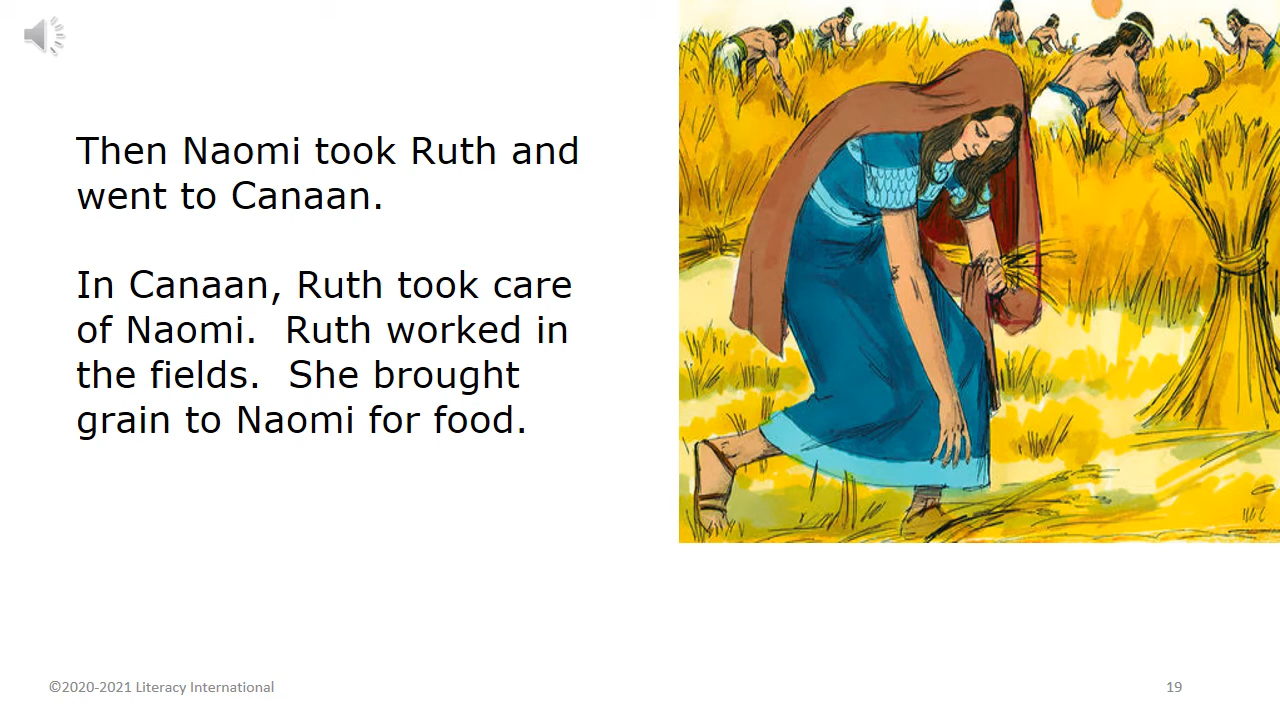 Then Naomi took Ruth and
went to Canaan.
In Canaan, Ruth took care
of Naomi.  Ruth worked in
the fields.  She brought
grain to Naomi for food.
©2020-2021 Literacy International
19